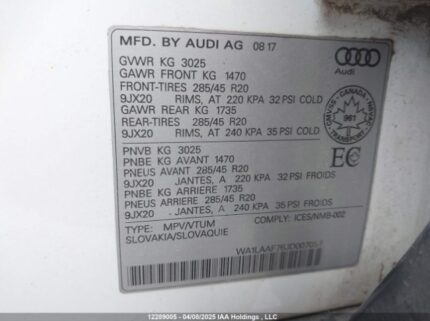 MFD. BY AUDI AG 08 17
GVWR KG 3025
GAWR FRONT KG 1470
FRONT-TIRES 285/45 R20
9JX20 RIMS, AT 220 KPA 32 PSI COLD
GAWR REAR KG 1735
REAR-TIRES 285/45 R20
9JX20 RIMS, AT 240 KPA 35 PSI COLD
PNVB KG 3025
PNBE KG AVANT 1470
PNEUS AVANT 285/45 R20
9JX20 JANTES, A 220 KPA 32 PSI FROIDS
PNBE KG ARRIERE 1735
PNEUS ARRIERE 285/45 R20
9JX20 JANTES, A 240 KPA 35 PSI FROIDS
TYPE: MPV/VTUM COMPLY: ICES/NMB-002
SLOVAKIA/SLOVAQUIE
Audi
CANADA
TRANSPORT
961
EC
12289005 - 04/08/2025 IAA Holdings , LLC